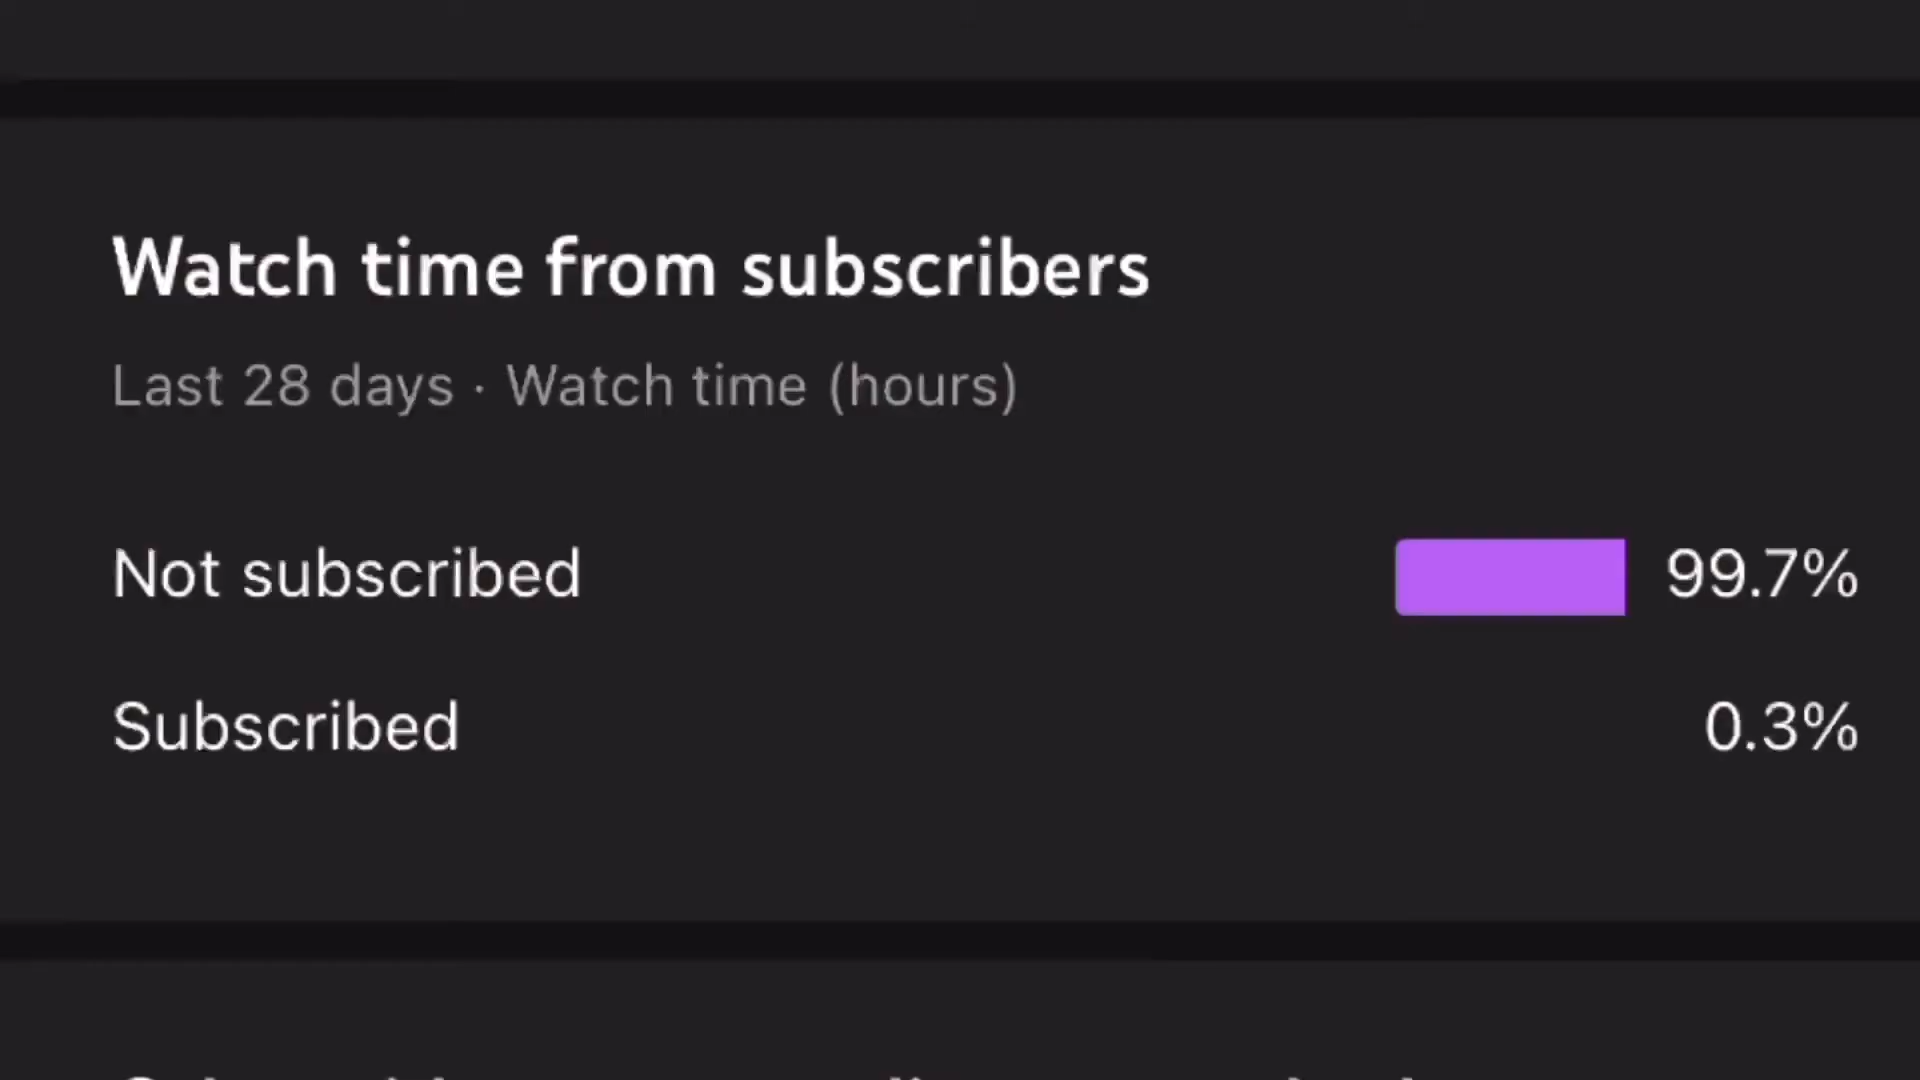 Watch time from subscribers
Last 28 days · Watch time (hours)
Not subscribed 99.7%
Subscribed 0.3%